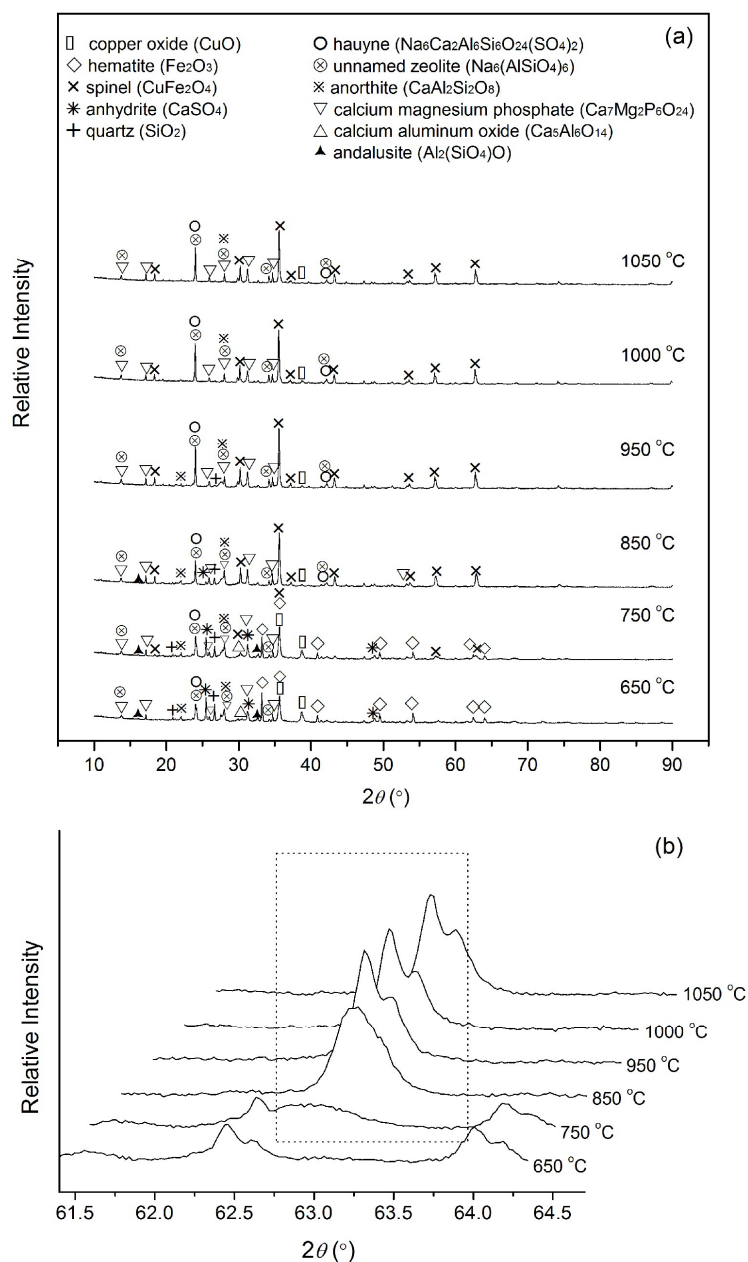 (a)
copper oxide (CuO)
hematite (Fe2O3)
spinel (CuFe2O4)
anhydrite (CaSO4)
quartz (SiO2)
hauyne (Na6Ca2Al6Si6O24(SO4)2)
unnamed zeolite (Na6(AlSiO4)6)
anorthite (CaAl2Si2O8)
calcium magnesium phosphate (Ca7Mg2P6O24)
calcium aluminum oxide (Ca5Al6O14)
andalusite (Al2(SiO4)O)
Relative Intensity
1050 °C
1000 °C
950 °C
850 °C
750 °C
650 °C
10 20 30 40 50 60 70 80 90
2θ (°)
(b)
Relative Intensity
1050 °C
1000 °C
950 °C
850 °C
750 °C
650 °C
61.5 62.0 62.5 63.0 63.5 64.0 64.5
2θ (°)